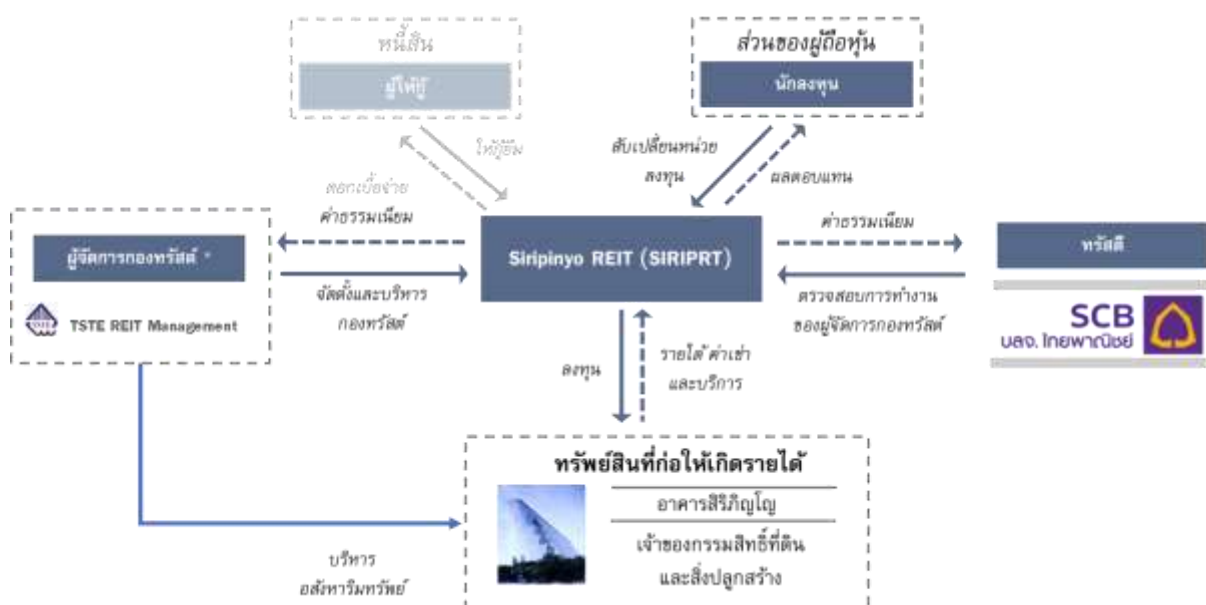 หนี้สิน
ผู้ให้กู้
ส่วนของผู้ถือหุ้น
นักลงทุน
ให้กู้ยืม
สับเปลี่ยนหน่วย
ลงทุน
ผลตอบแทน
ดอกเบี้ยจ่าย
ค่าธรรมเนียม
ผู้จัดการกองทรัสต์ *
TSTE REIT Management
จัดตั้งและบริหาร
กองทรัสต์
Siripinyo REIT (SIRIPRT)
ค่าธรรมเนียม
ตรวจสอบการทำงาน
ของผู้จัดการกองทรัสต์
ทรัสตี
SCB
บลจ. ไทยพาณิชย์
ลงทุน
รายได้ ค่าเช่า
และบริการ
ทรัพย์สินที่ก่อให้เกิดรายได้
อาคารสิริภิญโญ
เจ้าของกรรมสิทธิ์ที่ดิน
และสิ่งปลูกสร้าง
บริหาร
อสังหาริมทรัพย์